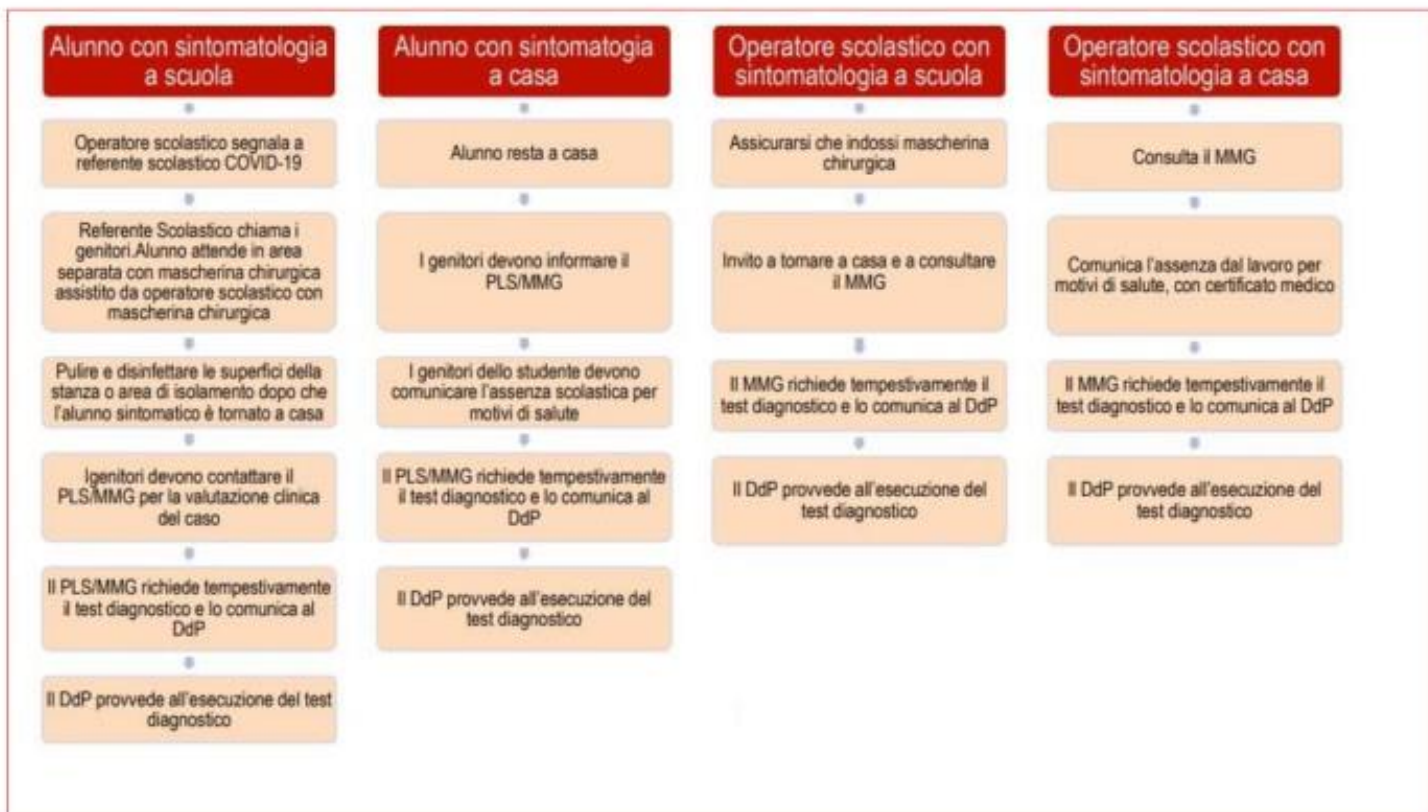 Alunno con sintomatologia
a scuola
Operatore scolastico segnala a
referente scolastico COVID-19
Referente Scolastico chiama i
genitori.Alunno attende in area
separata con mascherina chirurgica
assistito da operatore scolastico con
mascherina chirurgica
Pulire e disinfettare le superfici della
stanza o area di isolamento dopo che
l'alunno sintomatico è tornato a casa
Igenitori devono contattare il
PLS/MMG per la valutazione clinica
del caso
Il PLS/MMG richiede tempestivamente
il test diagnostico e lo comunica al
DdP
Il DdP provvede all'esecuzione del test
diagnostico
Alunno con sintomatogia
a casa
Alunno resta a casa
I genitori devono informare il
PLS/MMG
I genitori dello studente devono
comunicare l'assenza scolastica per
motivi di salute
Il PLS/MMG richiede tempestivamente
il test diagnostico e lo comunica al
DdP
Il DdP provvede all'esecuzione del
test diagnostico
Operatore scolastico con
sintomatologia a scuola
Assicurarsi che indossi mascherina
chirurgica
Invito a tornare a casa e a consultare
il MMG
Il MMG richiede tempestivamente il
test diagnostico e lo comunica al DdP
Il DdP provvede all'esecuzione del
test diagnostico
Operatore scolastico con
sintomatologia a casa
Consulta il MMG
Comunica l'assenza dal lavoro per
motivi di salute, con certificato medico
Il MMG richiede tempestivamente il
test diagnostico e lo comunica al DdP
Il DdP provvede all'esecuzione del
test diagnostico